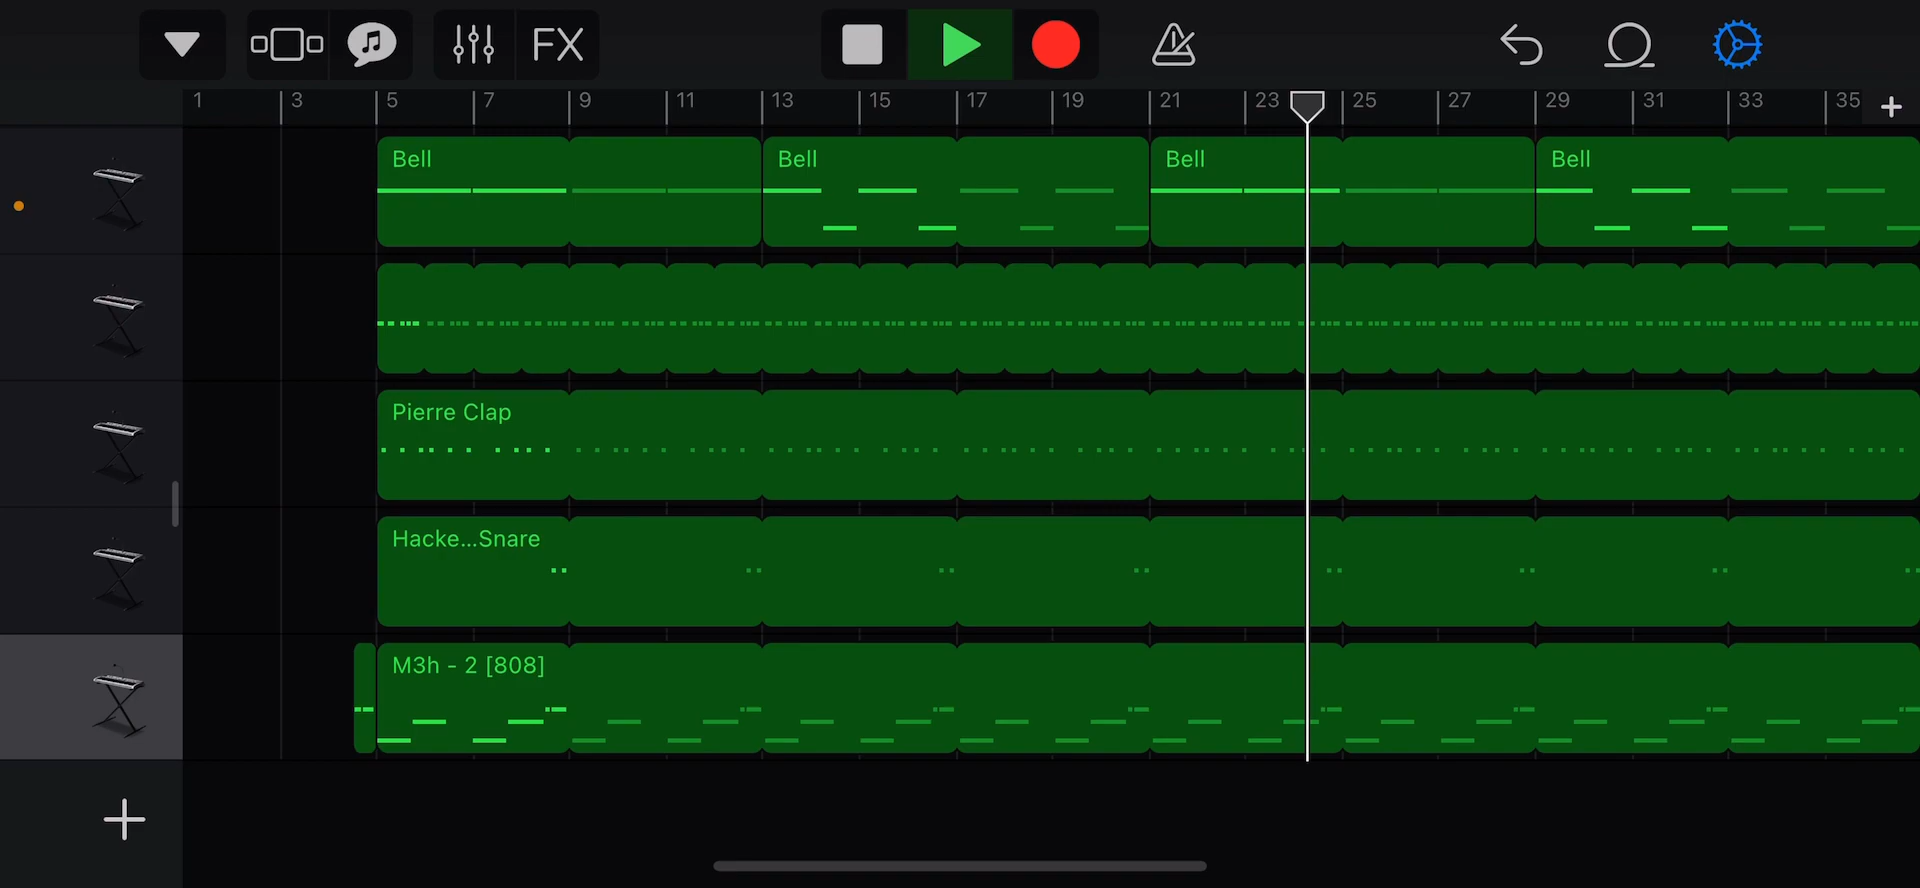 FX
1 3 5 7 9 11 13 15 17 19 21 23 25 27 29 31 33 35
Bell Bell Bell Bell
Pierre Clap
Hacke...Snare
M3h - 2 [808]